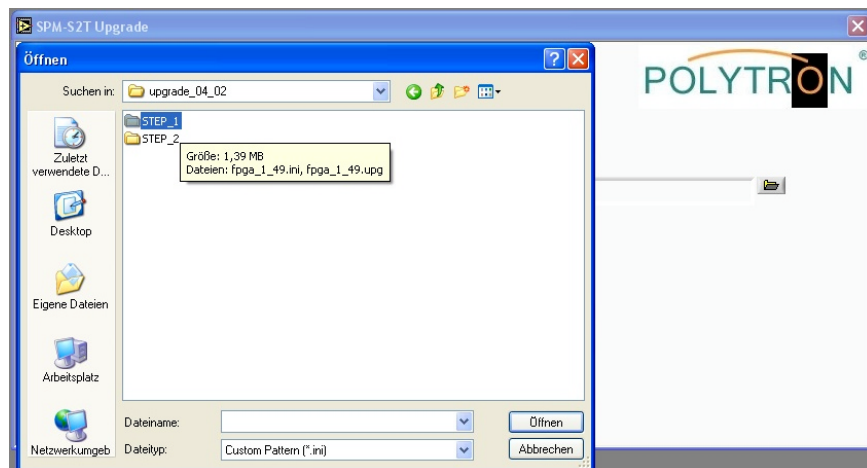 SPM-S2T Upgrade
POLYTRON ®
Öffnen
Suchen in:
upgrade_04_02
STEP_1
STEP_2
Größe: 1,39 MB
Dateien: fpga_1_49.ini, fpga_1_49.upg
Zuletzt
verwendete D...
Desktop
Eigene Dateien
Arbeitsplatz
Netzwerkumgeb
Dateiname:
Öffnen
Dateityp:
Custom Pattern (*.ini)
Abbrechen